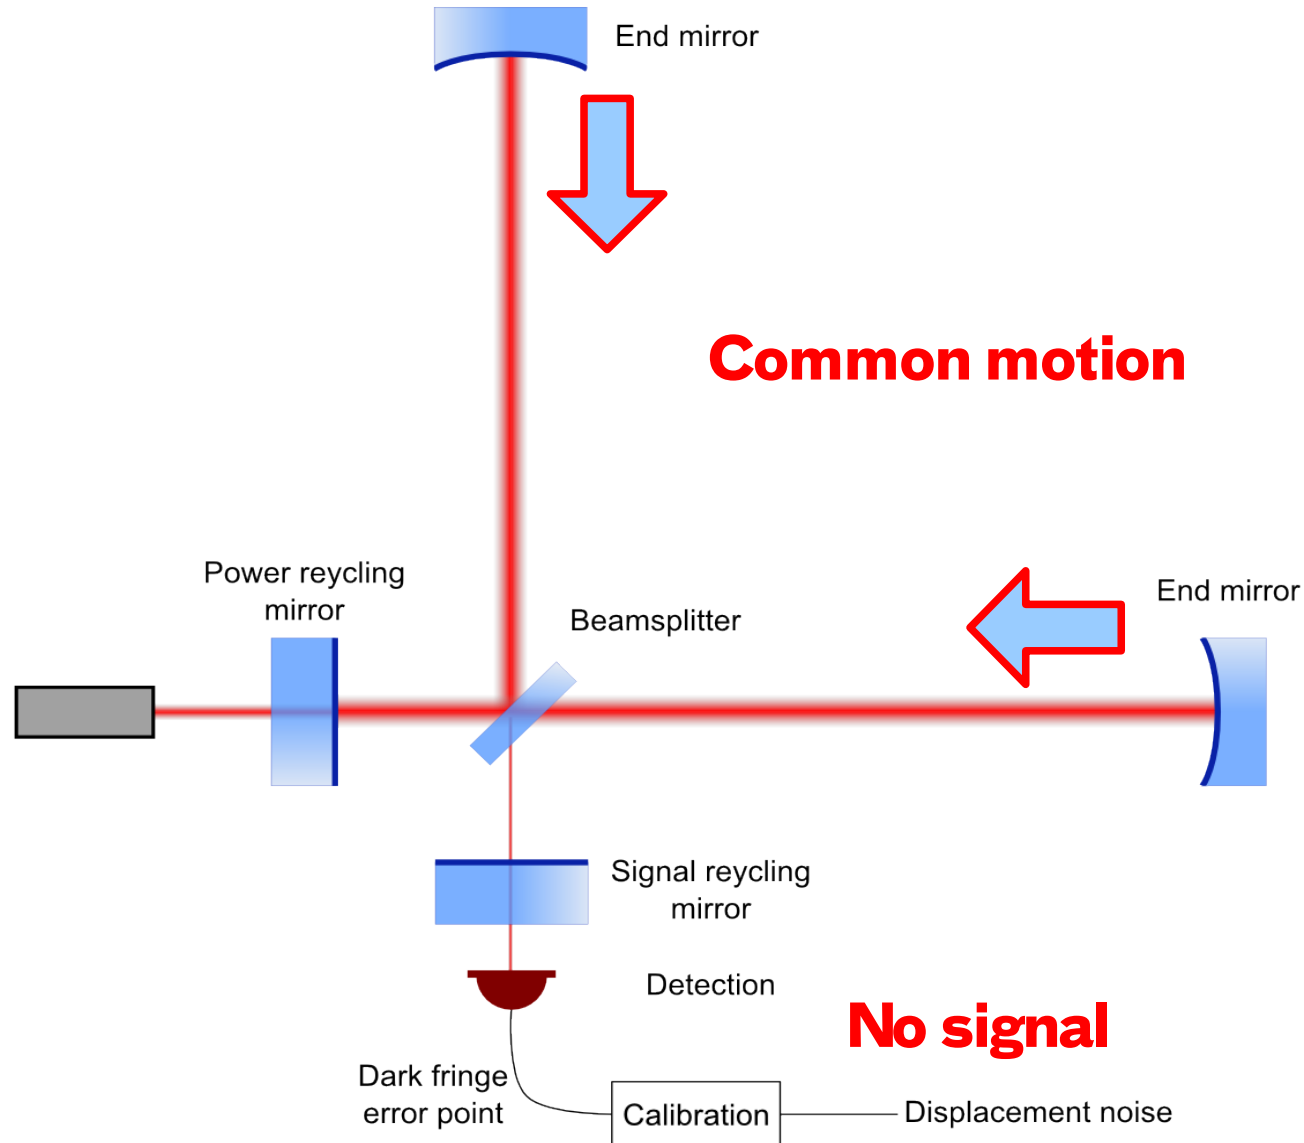 End mirror
Common motion
Power reycling
mirror
End mirror
Beamsplitter
Signal reycling
mirror
Detection
No signal
Dark fringe
error point
Calibration
Displacement noise